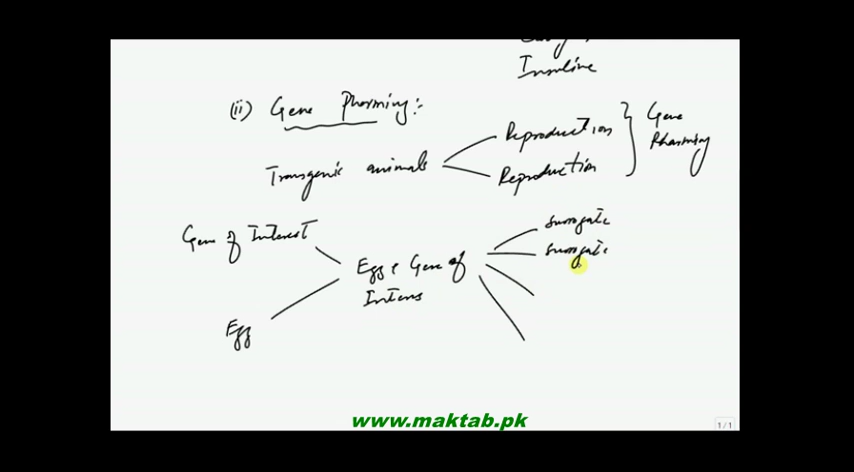 Insuline
(ii) Gene Pharming :-
Transgenic animals
Reproduction
Reproduction
Gene
Pharming
Gene of Interest
Egg
Egg & Gene of
Inters
Surrogate
Surrogate
www.maktab.pk
1 / 1